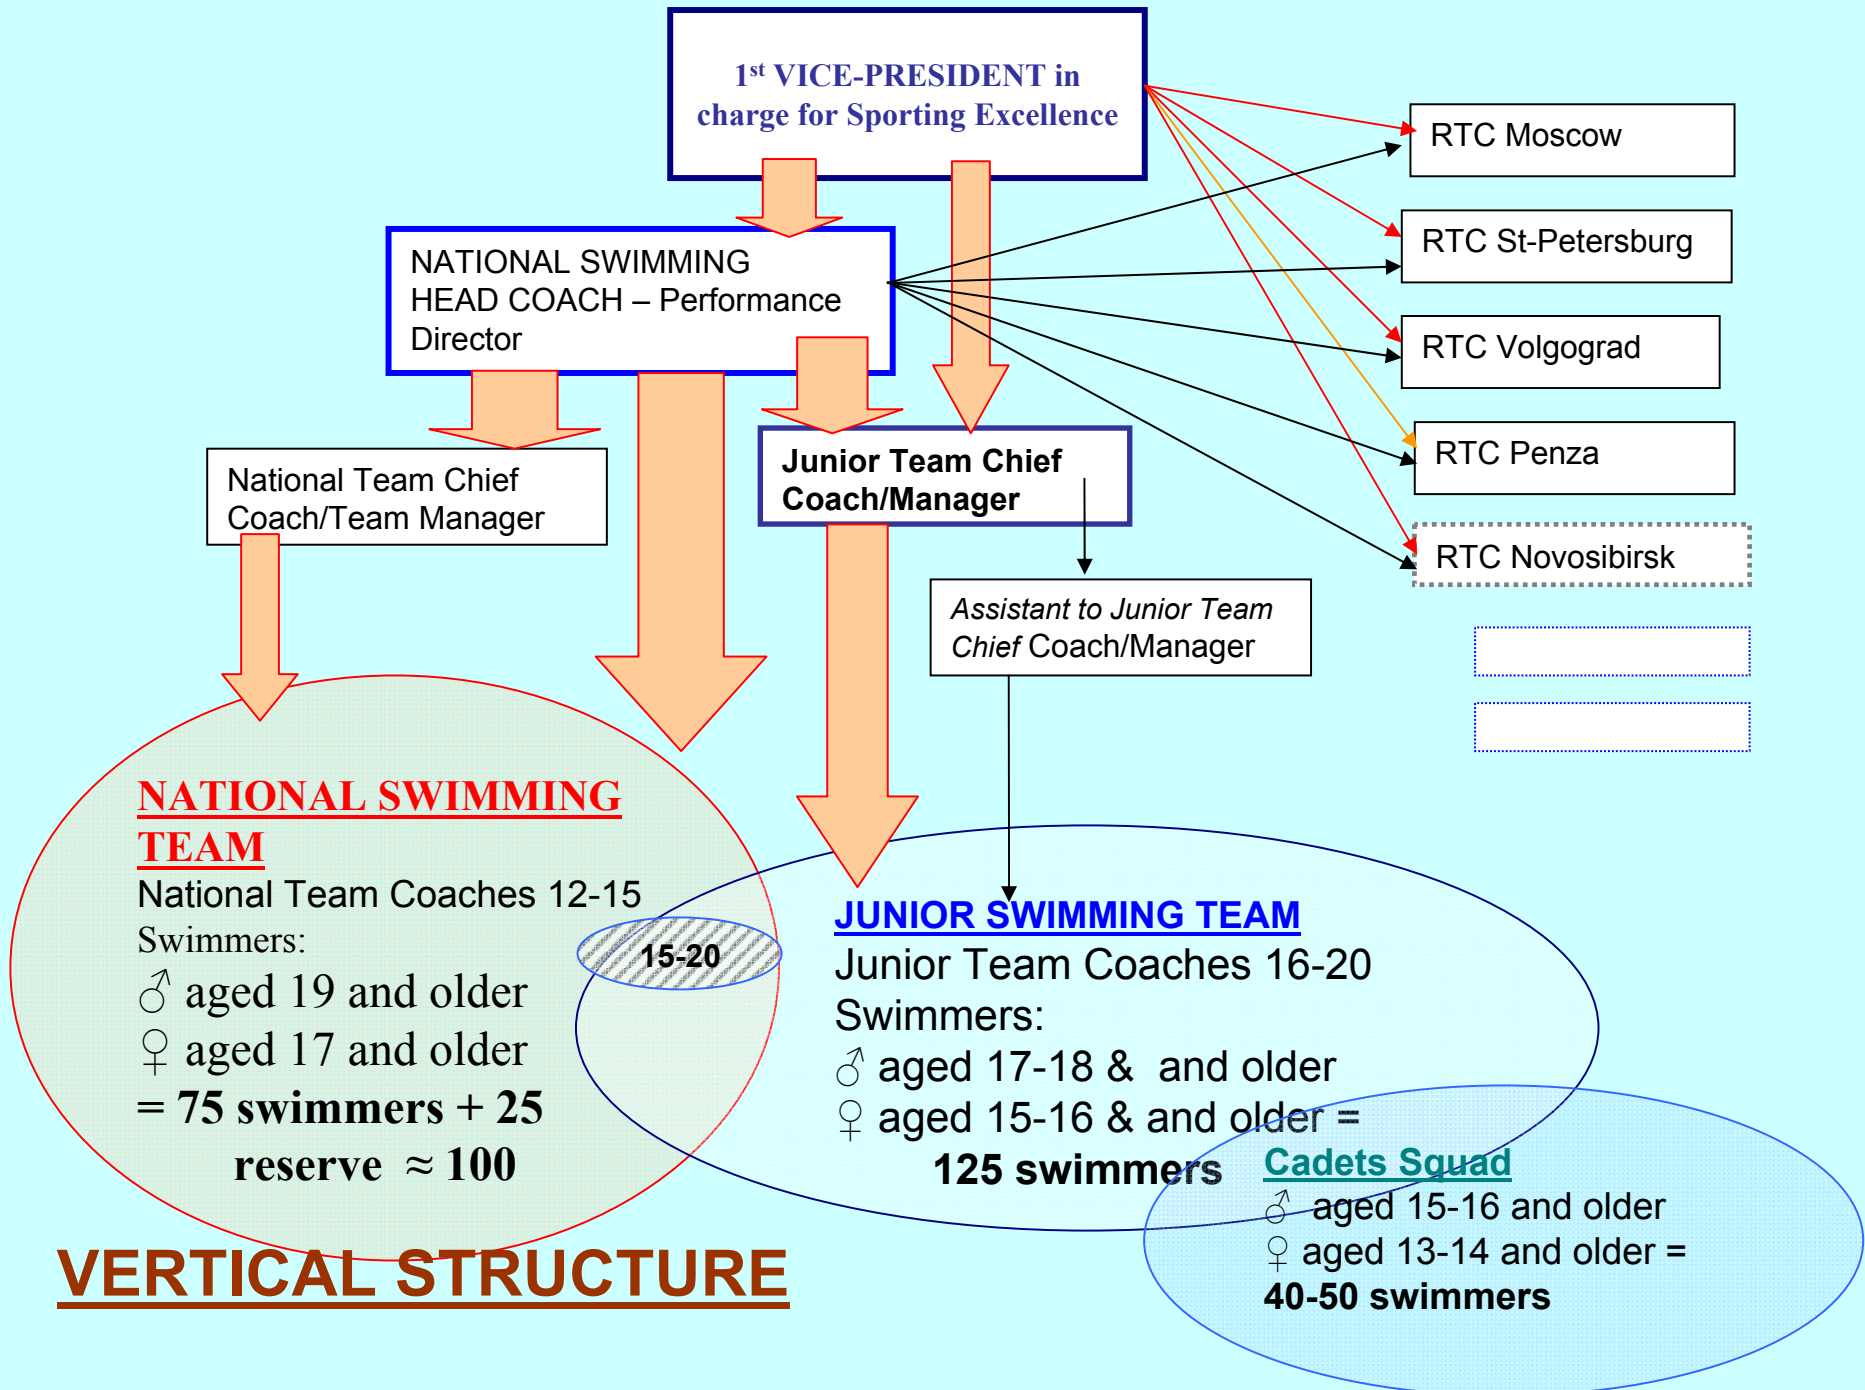 1st VICE-PRESIDENT in
charge for Sporting Excellence
RTC Moscow
RTC St-Petersburg
RTC Volgograd
RTC Penza
RTC Novosibirsk
NATIONAL SWIMMING
HEAD COACH – Performance
Director
National Team Chief
Coach/Team Manager
Junior Team Chief
Coach/Manager
Assistant to Junior Team
Chief Coach/Manager
NATIONAL SWIMMING
TEAM
National Team Coaches 12-15
Swimmers:
♂ aged 19 and older
♀ aged 17 and older
= 75 swimmers + 25
reserve ≈ 100
15-20
JUNIOR SWIMMING TEAM
Junior Team Coaches 16-20
Swimmers:
♂ aged 17-18 & and older
♀ aged 15-16 & and older =
125 swimmers
Cadets Squad
♂ aged 15-16 and older
♀ aged 13-14 and older =
40-50 swimmers
VERTICAL STRUCTURE